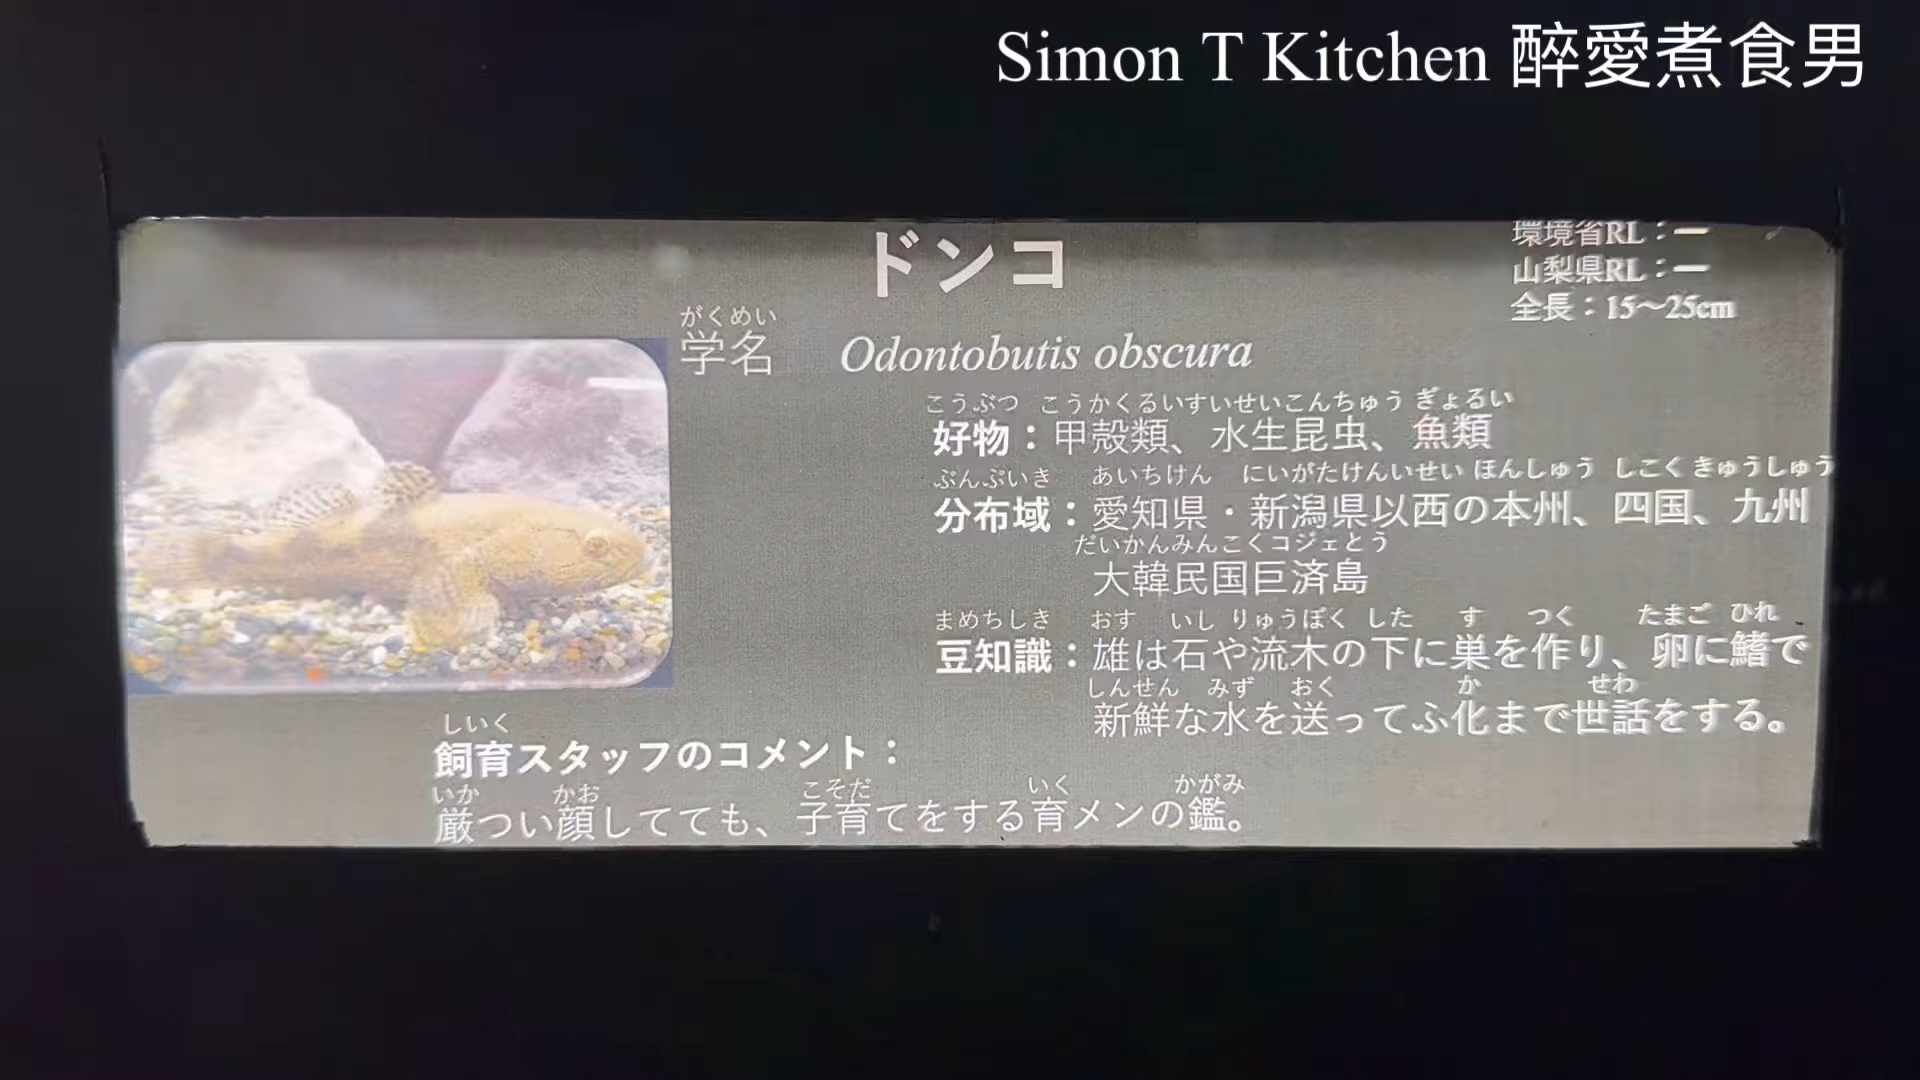 Simon T Kitchen 醉愛煮食男
ドンコ
環境省RL：ー
山梨県RL：ー
全長：15〜25cm
がくめい
学名 Odontobutis obscura
こうぶつ こうかくるいすいせいこんちゅう ぎょるい
好物：甲殻類、水生昆虫、魚類
ぶんぷいき あいちけん にいがたけんいせい ほんしゅう しこく きゅうしゅう
分布域：愛知県・新潟県以西の本州、四国、九州
だいかんみんこくコジェとう
大韓民国巨済島
まめちしき おす いし りゅうぼく した す つく たまご ひれ
豆知識：雄は石や流木の下に巣を作り、卵に鰭で
しんせん みず おく か せわ
新鮮な水を送ってふ化まで世話をする。
しいく
飼育スタッフのコメント：
いか かお こそだ いく かがみ
厳つい顔してても、子育てをする育メンの鑑。